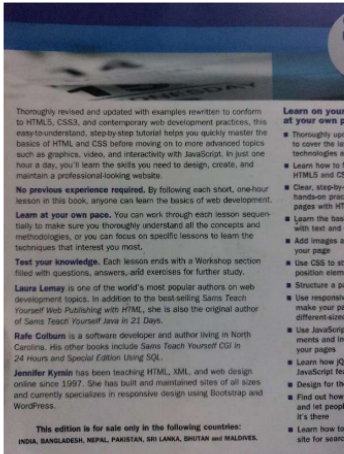 Thoroughly revised and updated with examples rewritten to conform
to HTML5, CSS3, and contemporary web development practices, this
easy-to-understand, step-by-step tutorial helps you quickly master the
basics of HTML and CSS before moving on to more advanced topics
such as graphics, video, and interactivity with JavaScript. In just one
hour a day, you'll learn the skills you need to design, create, and
maintain a professional-looking website.
No previous experience required. By following each short, one-hour
lesson in this book, anyone can learn the basics of web development.
Learn at your own pace. You can work through each lesson sequen-
tially to make sure you thoroughly understand all the concepts and
methodologies, or you can focus on specific lessons to learn the
techniques that interest you most.
Test your knowledge. Each lesson ends with a Workshop section
filled with questions, answers, and exercises for further study.
Laura Lemay is one of the world's most popular authors on web
development topics. In addition to the best-selling Sams Teach
Yourself Web Publishing with HTML, she is also the original author
of Sams Teach Yourself Java in 21 Days.
Rafe Colburn is a software developer and author living in North
Carolina. His other books include Sams Teach Yourself CGI in
24 Hours and Special Edition Using SQL.
Jennifer Kyrnin has been teaching HTML, XML, and web design
online since 1997. She has built and maintained sites of all sizes
and currently specializes in responsive design using Bootstrap and
WordPress.
This edition is for sale only in the following countries:
INDIA, BANGLADESH, NEPAL, PAKISTAN, SRI LANKA, BHUTAN and MALDIVES.
Learn on your
at your own p
■ Thoroughly upd
to cover the la
technologies a
■ Learn how to
HTML5 and CS
■ Clear, step-by-
hands-on prac
pages with HT
■ Learn the bas
with text and
■ Add images a
your page
■ Use CSS to st
position elem
■ Structure a pa
■ Use responsiv
make your pa
different-sized
■ Use JavaScrip
ments and in
your pages
■ Learn how jQ
JavaScript fea
■ Design for th
■ Find out how
and let people
it's there
■ Learn how to
site for searc